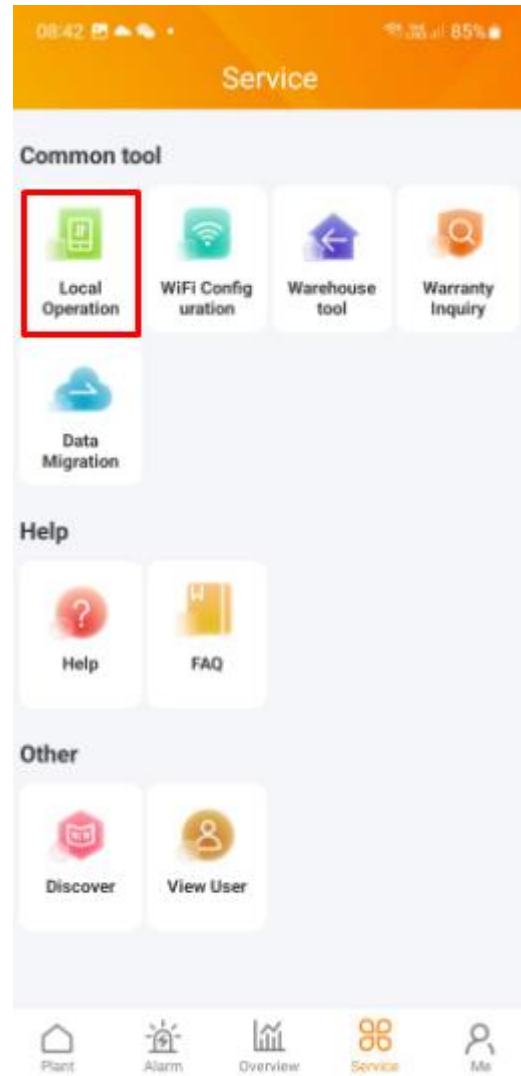 08:42
85%
Service
Common tool
Local
Operation
WiFi Config
uration
Warehouse
tool
Warranty
Inquiry
Data
Migration
Help
Help
FAQ
Other
Discover
View User
Plant
Alarm
Overview
Service
Me